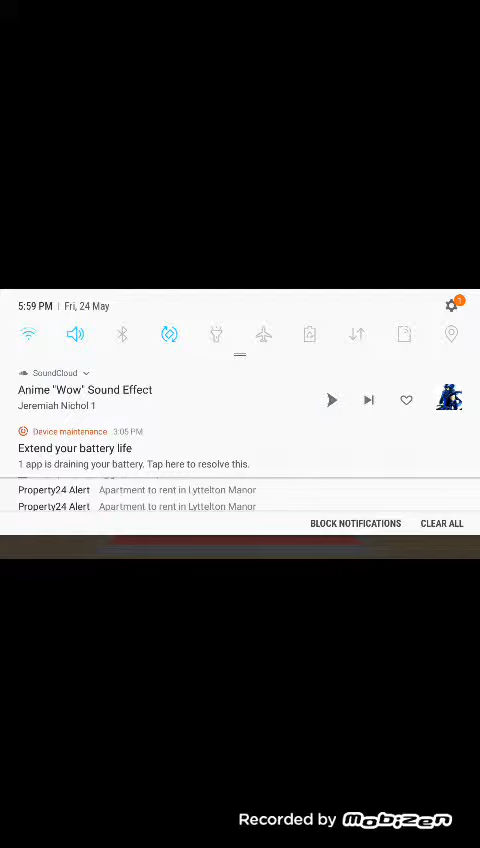 5:59 PM | Fri, 24 May
1
SoundCloud
Anime "Wow" Sound Effect
Jeremiah Nichol 1
Device maintenance 3:05 PM
Extend your battery life
1 app is draining your battery. Tap here to resolve this.
Property24 Alert Apartment to rent in Lyttelton Manor
Property24 Alert Apartment to rent in Lyttelton Manor
BLOCK NOTIFICATIONS CLEAR ALL
Recorded by Mobizen